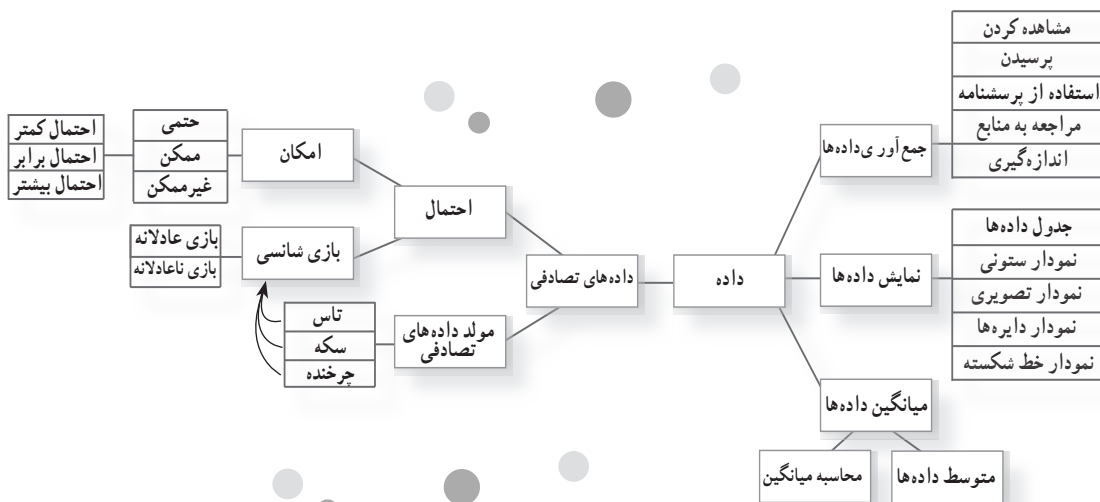 مشاهده کردن
پرسیدن
استفاده از پرسشنامه
مراجعه به منابع
اندازه‌گیری
جمع آور ی‌داده‌ها
جدول داده‌ها
نمودار ستونی
نمودار تصویری
نمودار دایره‌ها
نمودار خط شکسته
نمایش داده‌ها
میانگین داده‌ها
متوسط داده‌ها
محاسبه میانگین
داده
داده‌های تصادفی
احتمال
امکان
حتمی
ممکن
غیرممکن
احتمال کمتر
احتمال برابر
احتمال بیشتر
بازی شانسی
بازی عادلانه
بازی ناعادلانه
مولد داده‌های
تصادفی
تاس
سکه
چرخنده